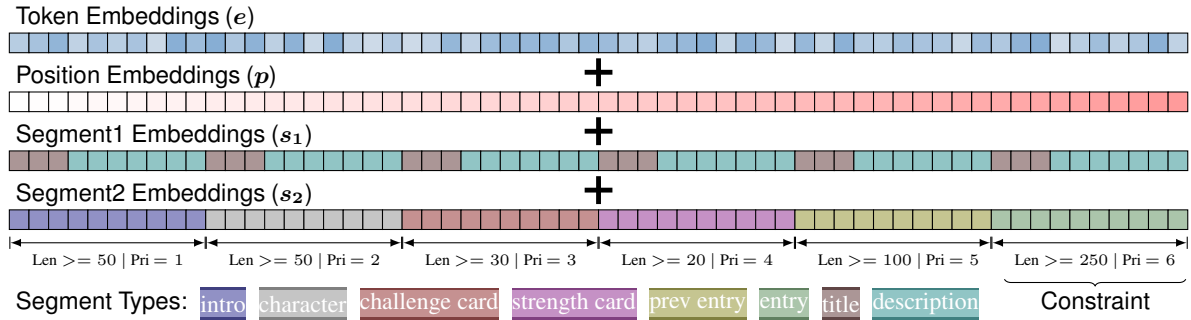 Token Embeddings (e)
+
Position Embeddings (p)
+
Segment1 Embeddings (s1)
+
Segment2 Embeddings (s2)
Len >= 50 | Pri = 1 Len >= 50 | Pri = 2 Len >= 30 | Pri = 3 Len >= 20 | Pri = 4 Len >= 100 | Pri = 5 Len >= 250 | Pri = 6
Segment Types: intro character challenge card strength card prev entry entry title description Constraint